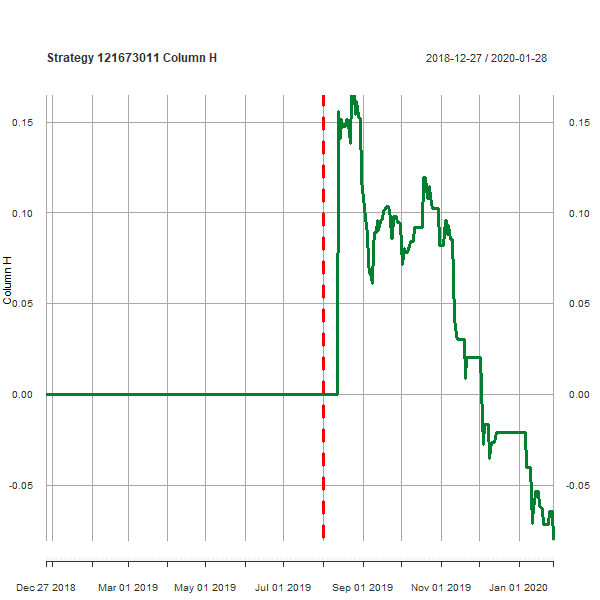 Strategy 121673011 Column H
2018-12-27 / 2020-01-28
0.15
0.15
0.10
0.10
0.05
0.05
Column H
0.00
0.00
-0.05
-0.05
Dec 27 2018
Mar 01 2019
May 01 2019
Jul 01 2019
Sep 01 2019
Nov 01 2019
Jan 01 2020